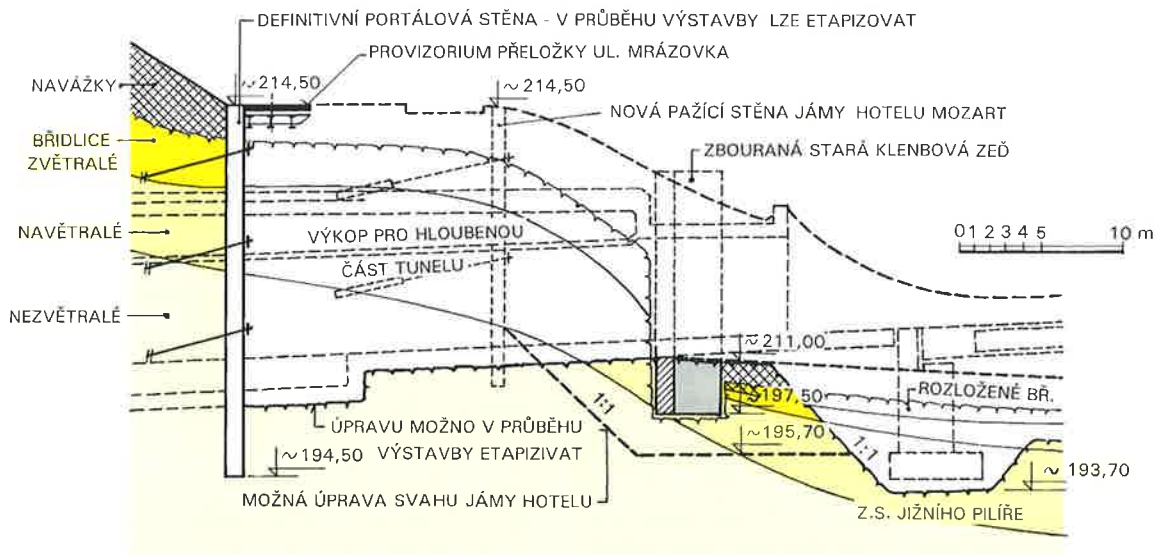 DEFINITIVNÍ PORTÁLOVÁ STĚNA - V PRŮBĚHU VÝSTAVBY LZE ETAPIZOVAT
PROVIZORIUM PŘELOŽKY UL. MRÁZOVKA
NAVÁŽKY
~ 214,50
~ 214,50
NOVÁ PAŽÍCÍ STĚNA JÁMY HOTELU MOZART
BŘIDLICE
ZVĚTRALÉ
ZBOURANÁ STARÁ KLENBOVÁ ZEĎ
NAVĚTRALÉ
VÝKOP PRO HLOUBENOU
ČÁST TUNELU
0 1 2 3 4 5 10 m
NEZVĚTRALÉ
~211,00
1:1
~197,50
ROZLOŽENÉ BŘ.
ÚPRAVU MOŽNO V PRŮBĚHU
VÝSTAVBY ETAPIZIVAT
~195,70
1:1
~194,50
~ 193,70
MOŽNÁ ÚPRAVA SVAHU JÁMY HOTELU
Z.S. JIŽNÍHO PILÍŘE